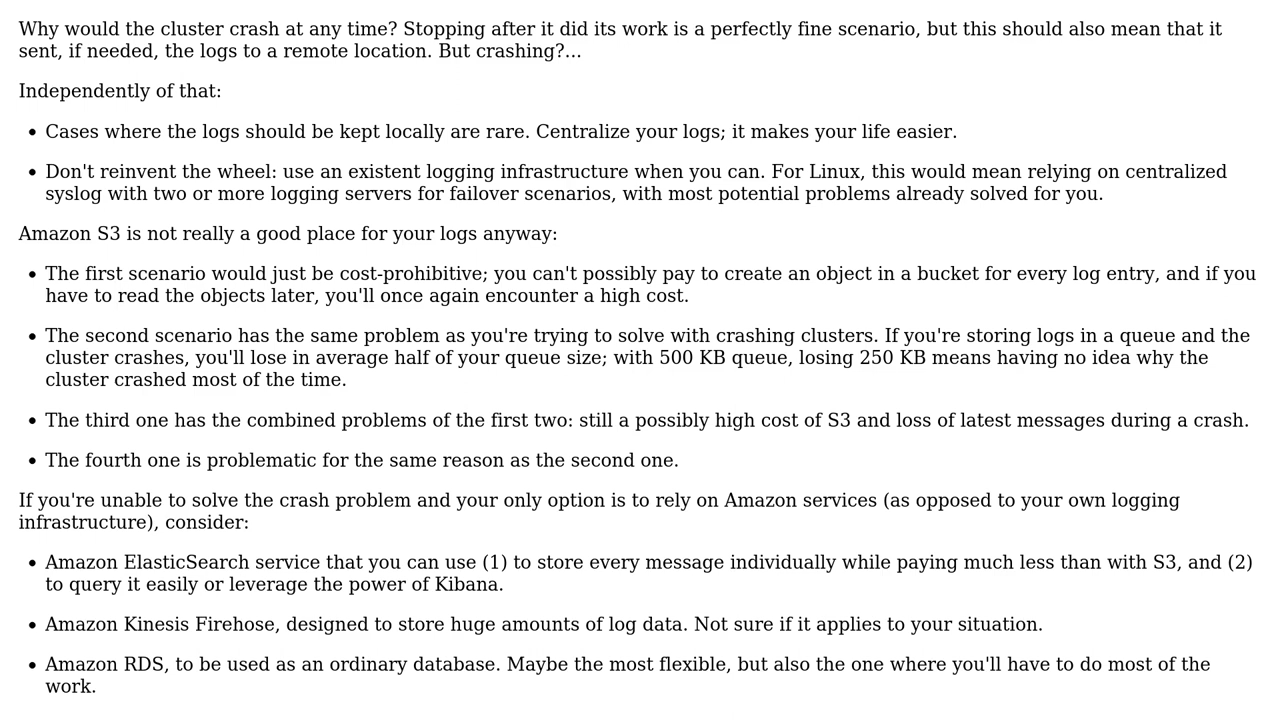 Why would the cluster crash at any time? Stopping after it did its work is a perfectly fine scenario, but this should also mean that it
sent, if needed, the logs to a remote location. But crashing?...
Independently of that:
• Cases where the logs should be kept locally are rare. Centralize your logs; it makes your life easier.
• Don't reinvent the wheel: use an existent logging infrastructure when you can. For Linux, this would mean relying on centralized
syslog with two or more logging servers for failover scenarios, with most potential problems already solved for you.
Amazon S3 is not really a good place for your logs anyway:
• The first scenario would just be cost-prohibitive; you can't possibly pay to create an object in a bucket for every log entry, and if you
have to read the objects later, you'll once again encounter a high cost.
• The second scenario has the same problem as you're trying to solve with crashing clusters. If you're storing logs in a queue and the
cluster crashes, you'll lose in average half of your queue size; with 500 KB queue, losing 250 KB means having no idea why the
cluster crashed most of the time.
• The third one has the combined problems of the first two: still a possibly high cost of S3 and loss of latest messages during a crash.
• The fourth one is problematic for the same reason as the second one.
If you're unable to solve the crash problem and your only option is to rely on Amazon services (as opposed to your own logging
infrastructure), consider:
• Amazon ElasticSearch service that you can use (1) to store every message individually while paying much less than with S3, and (2)
to query it easily or leverage the power of Kibana.
• Amazon Kinesis Firehose, designed to store huge amounts of log data. Not sure if it applies to your situation.
• Amazon RDS, to be used as an ordinary database. Maybe the most flexible, but also the one where you'll have to do most of the
work.